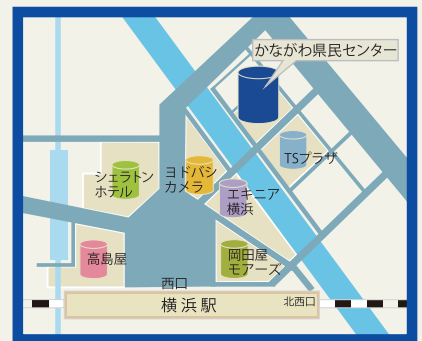 かながわ県民センター
TSプラザ
シェラトン
ホテル
ヨドバシ
カメラ
エキニア
横浜
高島屋
岡田屋
モアーズ
西口
北西口
横浜駅